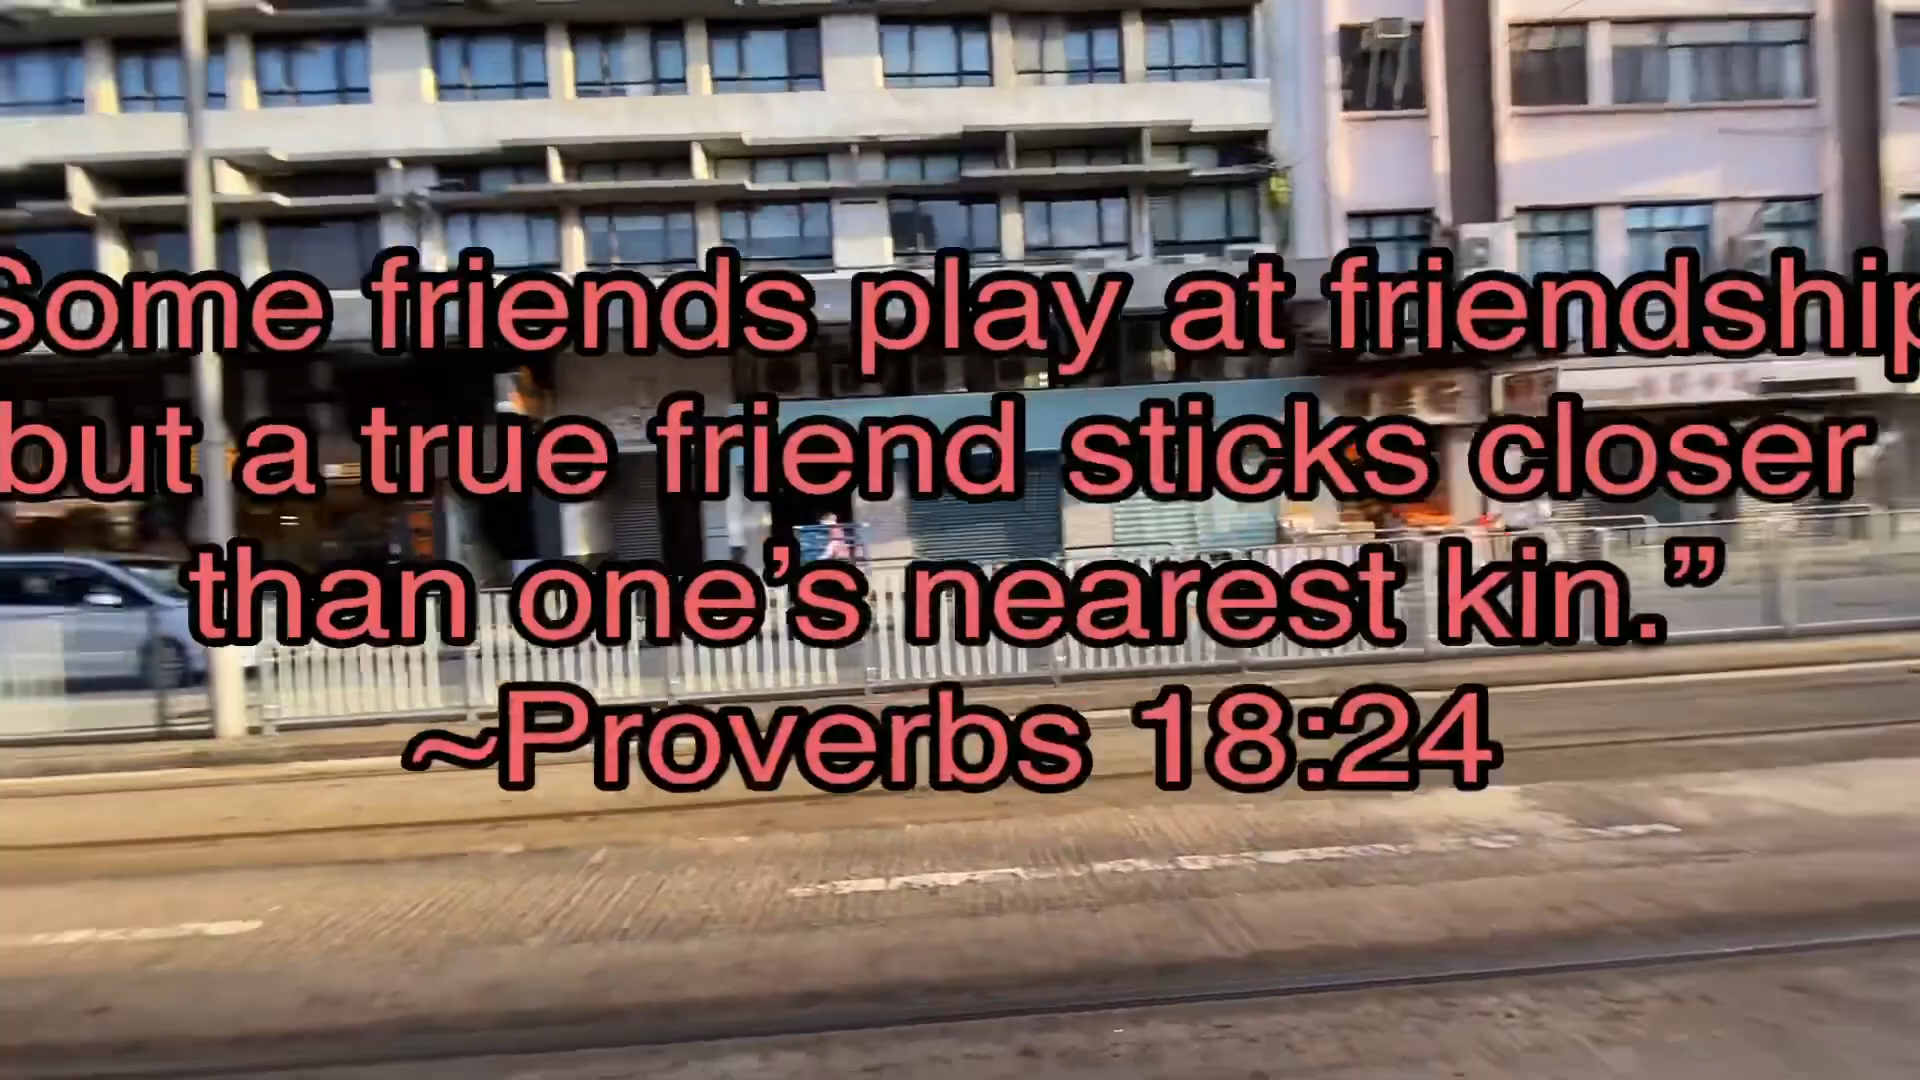 Some friends play at friendship
but a true friend sticks closer
than one’s nearest kin.”
~Proverbs 18:24